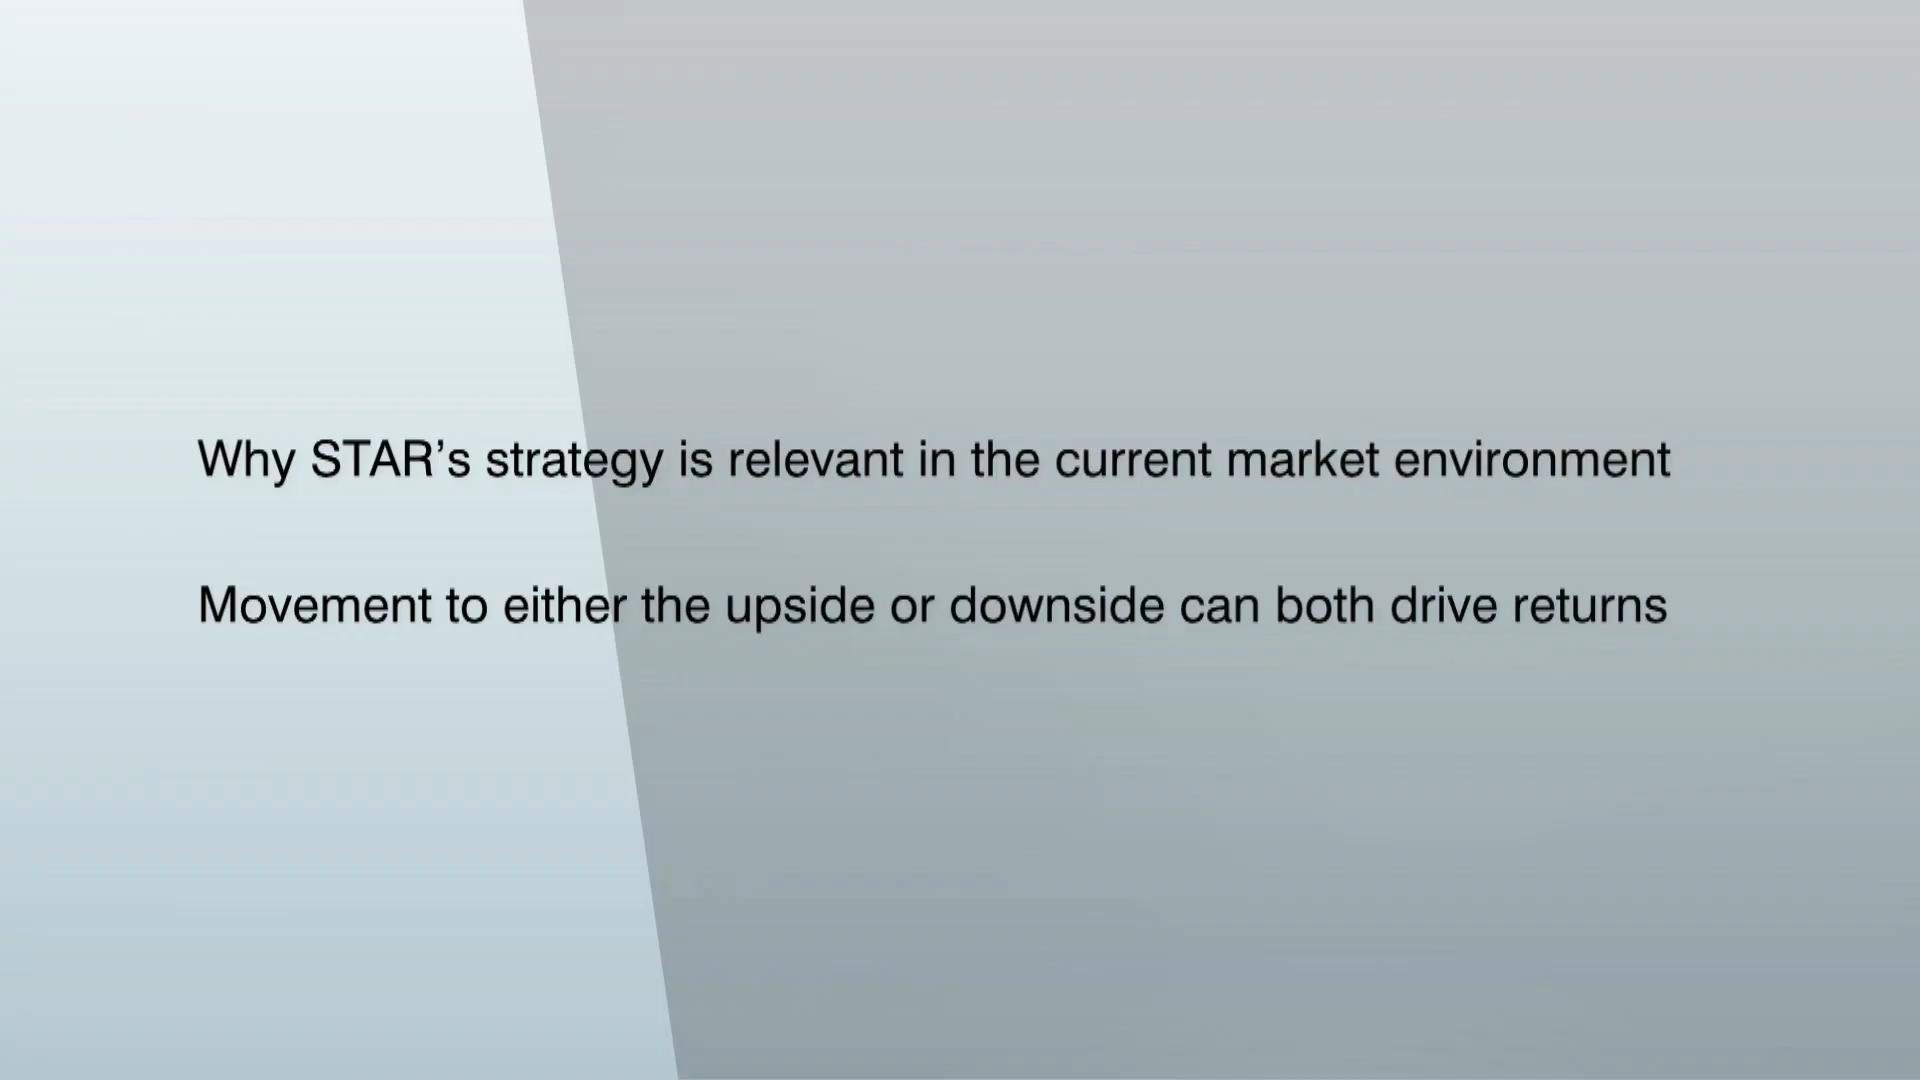 Why STAR’s strategy is relevant in the current market environment
Movement to either the upside or downside can both drive returns